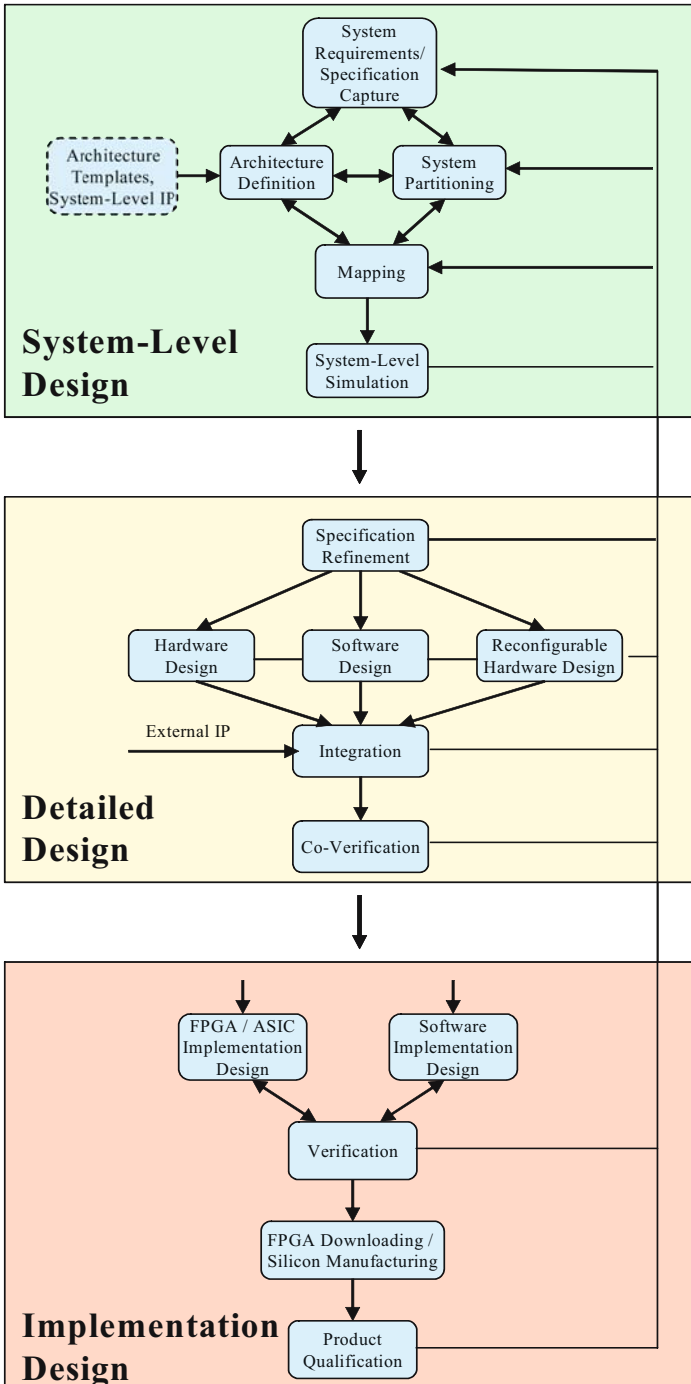 System
Requirements/
Specification
Capture
Architecture
Templates,
System-Level IP
Architecture
Definition
System
Partitioning
Mapping
System-Level
Simulation
System-Level
Design
Specification
Refinement
Hardware
Design
Software
Design
Reconfigurable
Hardware Design
External IP
Integration
Co-Verification
Detailed
Design
FPGA / ASIC
Implementation
Design
Software
Implementation
Design
Verification
FPGA Downloading /
Silicon Manufacturing
Product
Qualification
Implementation
Design